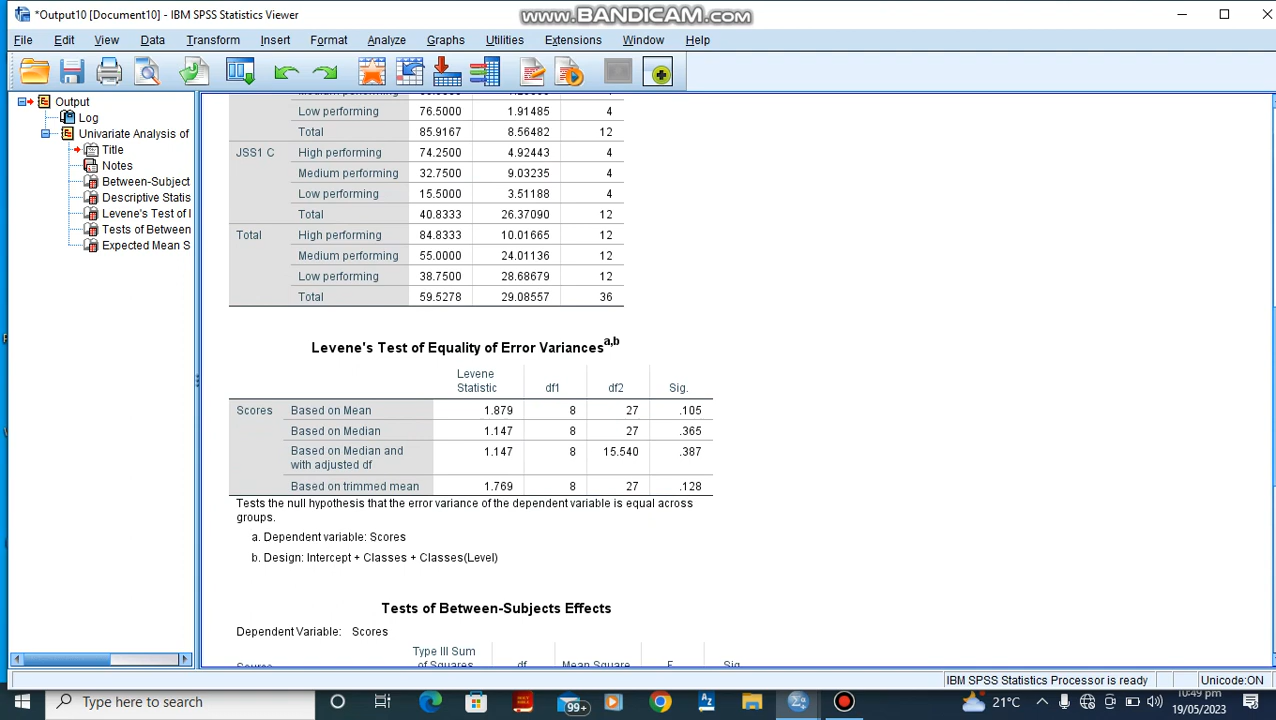 *Output10 [Document10] - IBM SPSS Statistics Viewer
www.BANDICAM.com
File Edit View Data Transform Insert Format Analyze Graphs Utilities Extensions Window Help
Output
Log
Univariate Analysis of
Title
Notes
Between-Subject
Descriptive Statis
Levene's Test of
Tests of Between
Expected Mean S
Low performing 76.5000 1.91485 4
Total 85.9167 8.56482 12
JSS1 C High performing 74.2500 4.92443 4
Medium performing 32.7500 9.03235 4
Low performing 15.5000 3.51188 4
Total 40.8333 26.37090 12
Total High performing 84.8333 10.01665 12
Medium performing 55.0000 24.01136 12
Low performing 38.7500 28.68679 12
Total 59.5278 29.08557 36
Levene's Test of Equality of Error Variances a,b
Levene
Statistic df1 df2 Sig.
Scores Based on Mean 1.879 8 27 .105
Based on Median 1.147 8 27 .365
Based on Median and
with adjusted df 1.147 8 15.540 .387
Based on trimmed mean 1.769 8 27 .128
Tests the null hypothesis that the error variance of the dependent variable is equal across
groups.
a. Dependent variable: Scores
b. Design: Intercept + Classes + Classes(Level)
Tests of Between-Subjects Effects
Dependent Variable: Scores
Type III Sum
of Squares df Mean Square F Sig.
IBM SPSS Statistics Processor is ready Unicode:ON
Type here to search
99+
21°C
10:49 pm
19/05/2023